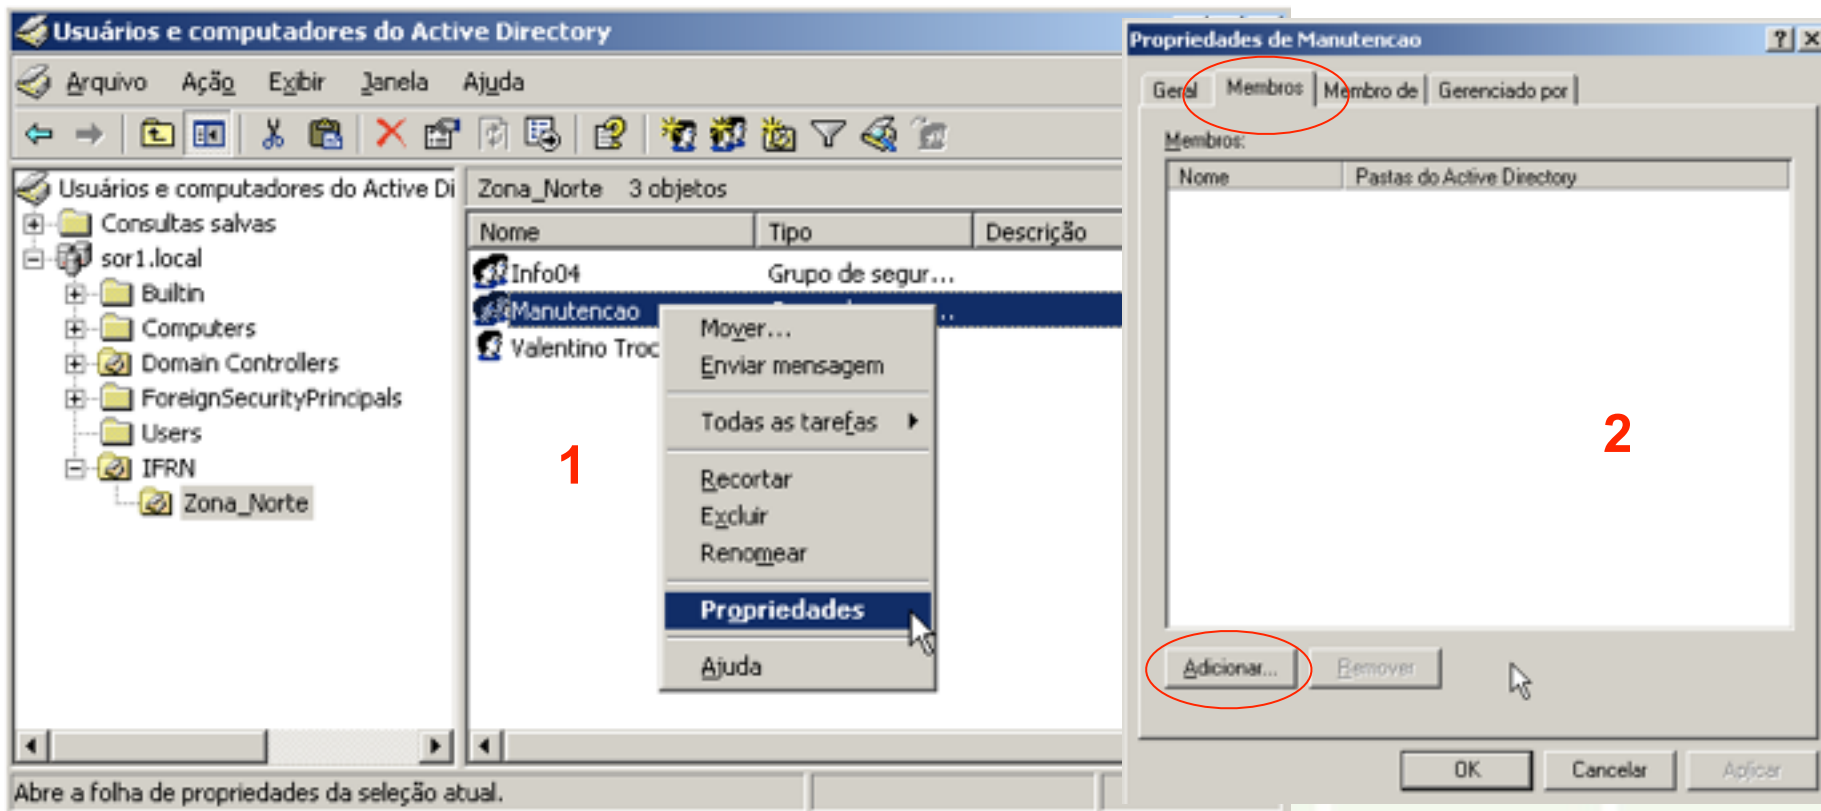 Usuários e computadores do Active Directory
Arquivo Ação Exibir Janela Ajuda
Usuários e computadores do Active Di
Consultas salvas
sor1.local
Builtin
Computers
Domain Controllers
ForeignSecurityPrincipals
Users
IFRN
Zona_Norte
Zona_Norte 3 objetos
Nome Tipo Descrição
Info04 Grupo de segur...
Manutencao
Valentino Troc
Mover...
Enviar mensagem
Todas as tarefas
Recortar
Excluir
Renomear
Propriedades
Ajuda
1
Abre a folha de propriedades da seleção atual.
Propriedades de Manutencao
Geral Membros Membro de Gerenciado por
Membros:
Nome Pastas do Active Directory
2
Adicionar... Remover
OK Cancelar Aplicar